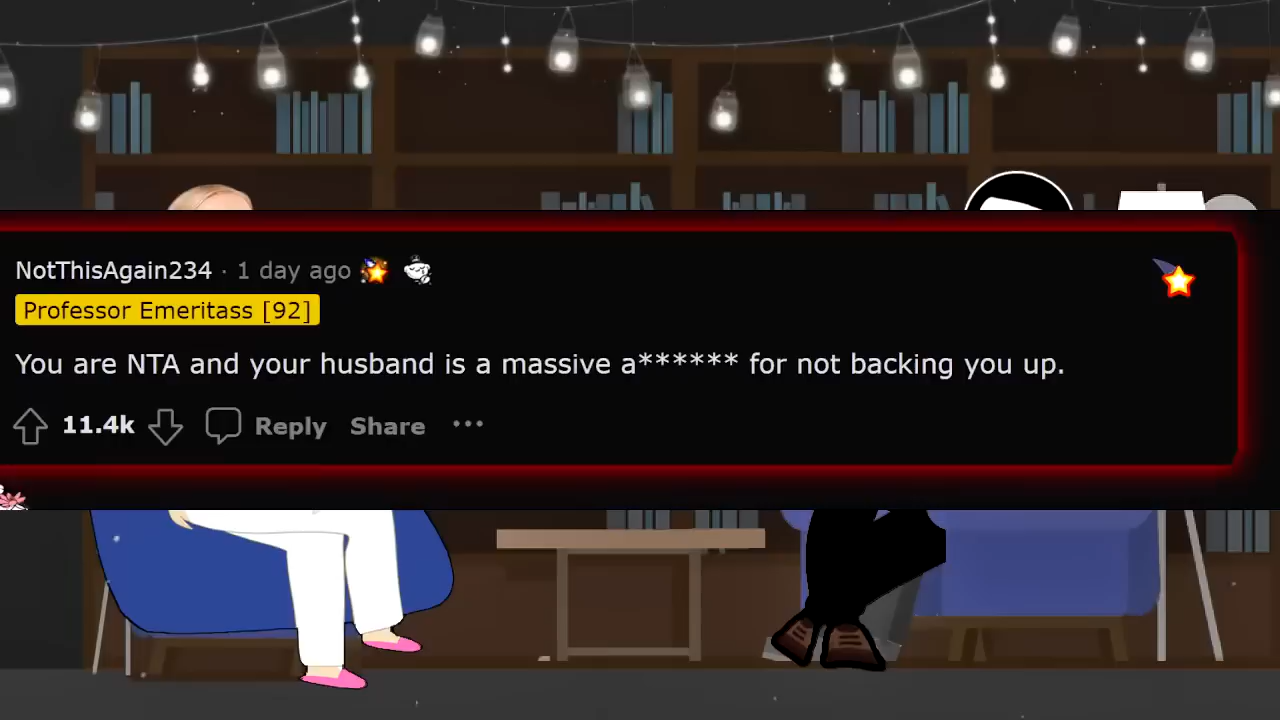 NotThisAgain234 · 1 day ago
Professor Emeritass [92]
You are NTA and your husband is a massive a****** for not backing you up.
11.4k Reply Share ···